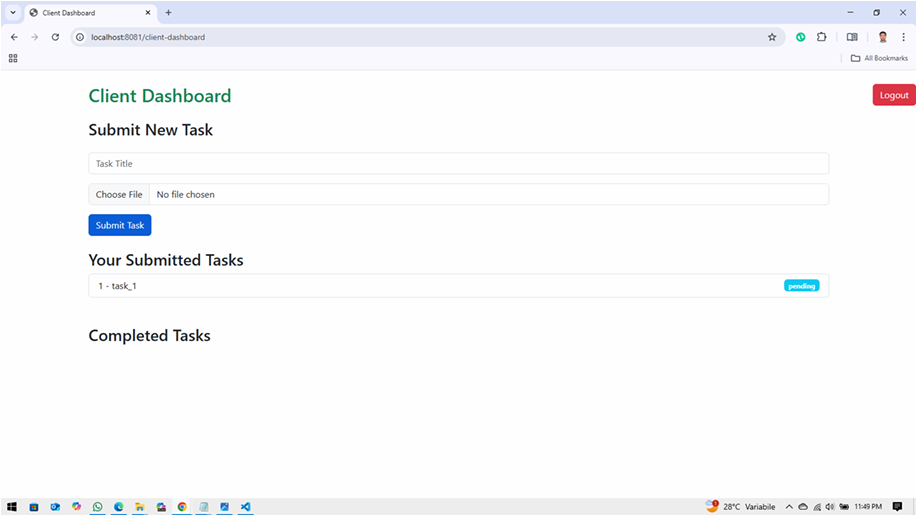 Client Dashboard
localhost:8081/client-dashboard
All Bookmarks
Client Dashboard
Logout
Submit New Task
Task Title
Choose File No file chosen
Submit Task
Your Submitted Tasks
1 - task_1 pending
Completed Tasks
28°C Variabile 11:49 PM